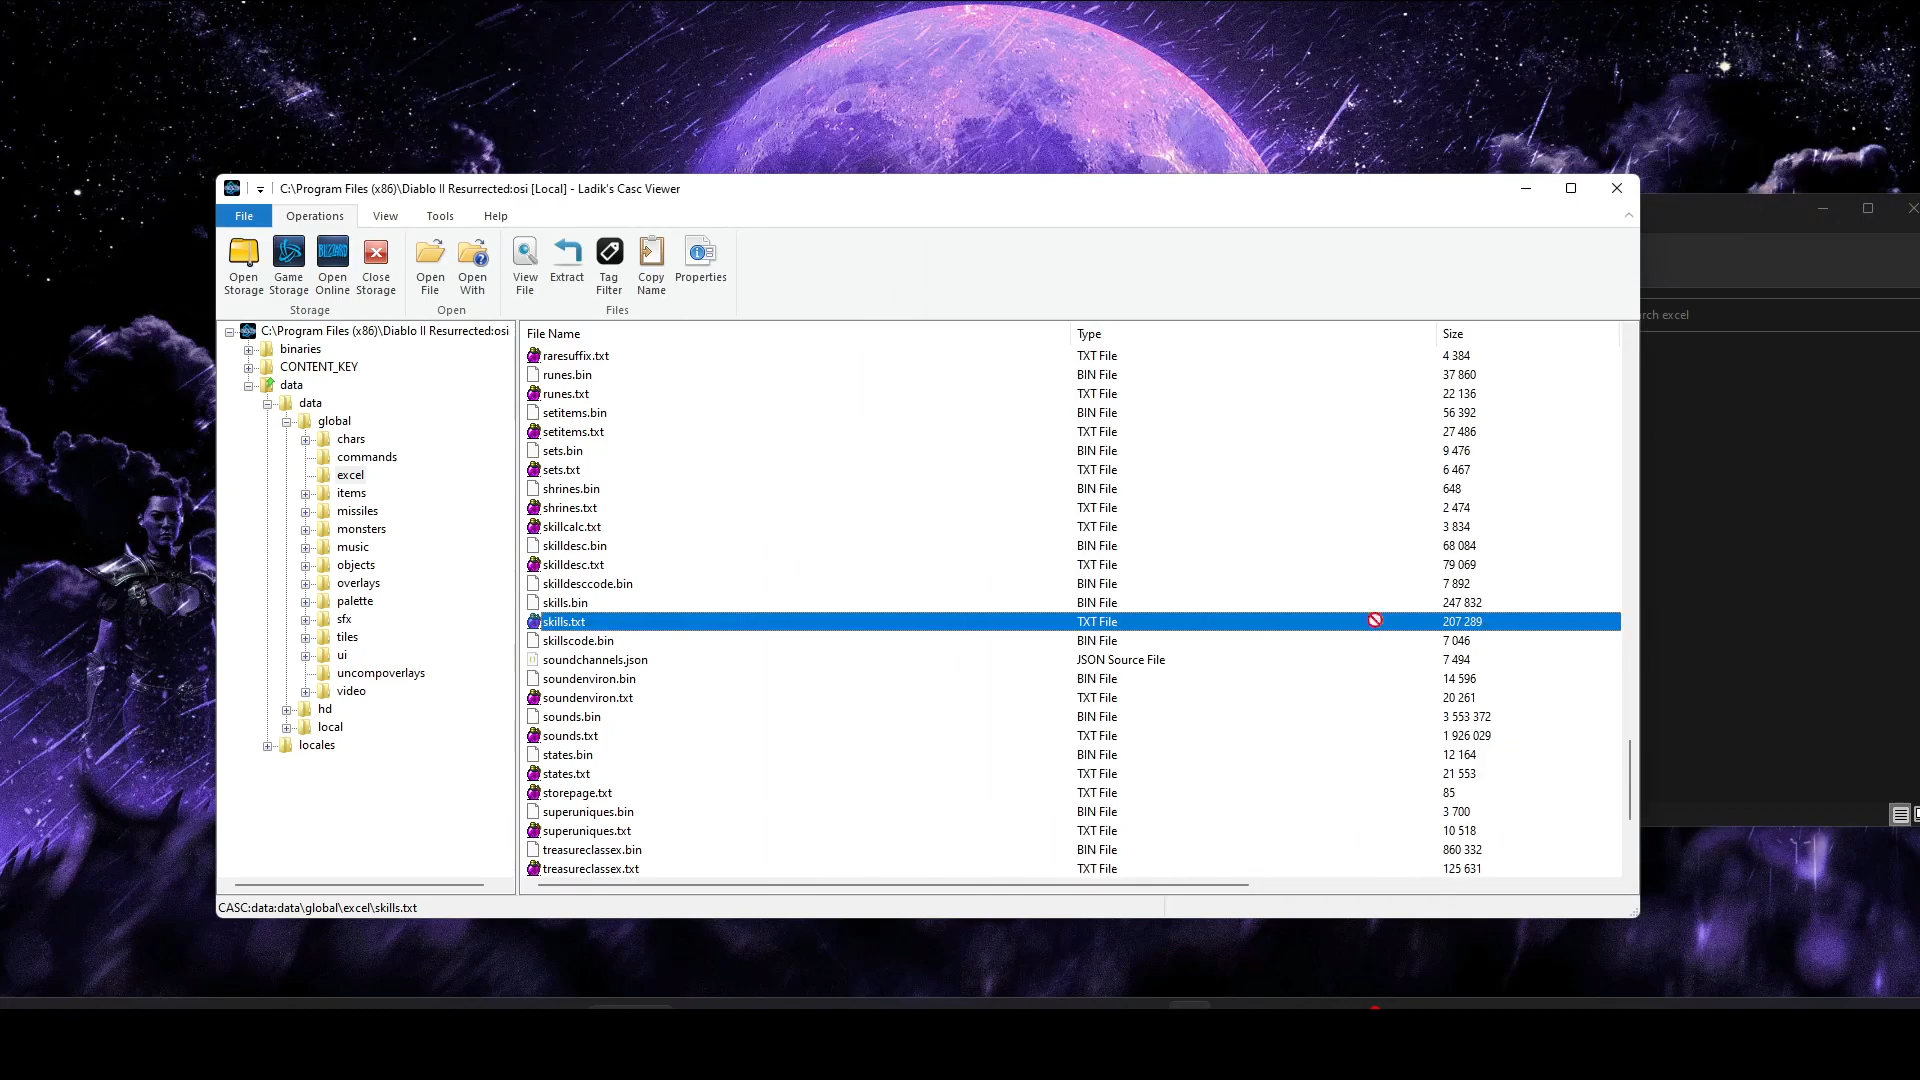 C:\Program Files (x86)\Diablo II Resurrected:osi [Local] - Ladik's Casc Viewer
File Operations View Tools Help
Open Storage
Game Storage
BLIZZARD
Open Online
Close Storage
Open File
Open With
View File
Extract
Tag Filter
Copy Name
Properties
Storage Open Files
C:\Program Files (x86)\Diablo II Resurrected:osi
binaries
CONTENT_KEY
data
data
global
chars
commands
excel
items
missiles
monsters
music
objects
overlays
palette
sfx
tiles
ui
uncompoverlays
video
hd
local
locales
File Name Type Size
raresuffix.txt TXT File 4 384
runes.bin BIN File 37 860
runes.txt TXT File 22 136
setitems.bin BIN File 56 392
setitems.txt TXT File 27 486
sets.bin BIN File 9 476
sets.txt TXT File 6 467
shrines.bin BIN File 648
shrines.txt TXT File 2 474
skillcalc.txt TXT File 3 834
skilldesc.bin BIN File 68 084
skilldesc.txt TXT File 79 069
skilldesccode.bin BIN File 7 892
skills.bin BIN File 247 832
skills.txt TXT File 207 289
skillscode.bin BIN File 7 046
soundchannels.json JSON Source File 7 494
soundenviron.bin BIN File 14 596
soundenviron.txt TXT File 20 261
sounds.bin BIN File 3 553 372
sounds.txt TXT File 1 926 029
states.bin BIN File 12 164
states.txt TXT File 21 553
storepage.txt TXT File 85
superuniques.bin BIN File 3 700
superuniques.txt TXT File 10 518
treasureclassex.bin BIN File 860 332
treasureclassex.txt TXT File 125 631
CASC:data:data\global\excel\skills.txt
rch excel